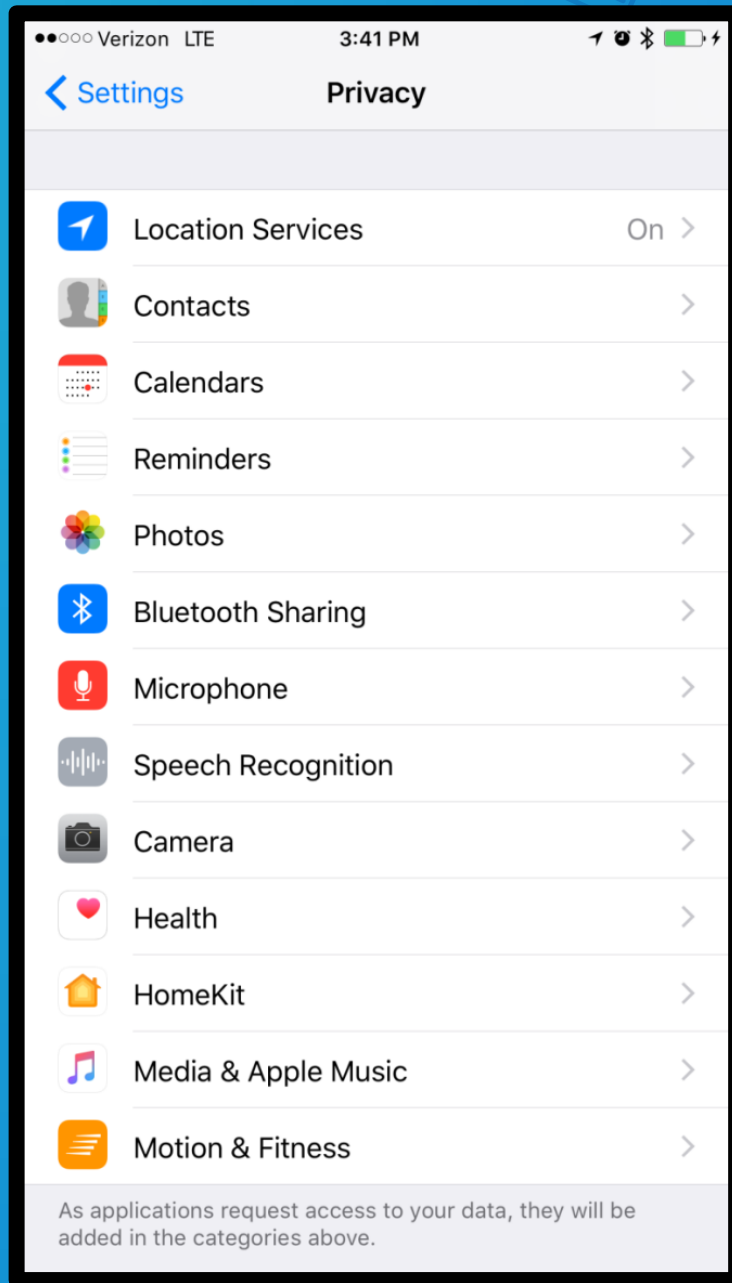 Verizon LTE 3:41 PM
Settings Privacy
Location Services On
Contacts
Calendars
Reminders
Photos
Bluetooth Sharing
Microphone
Speech Recognition
Camera
Health
HomeKit
Media & Apple Music
Motion & Fitness
As applications request access to your data, they will be
added in the categories above.